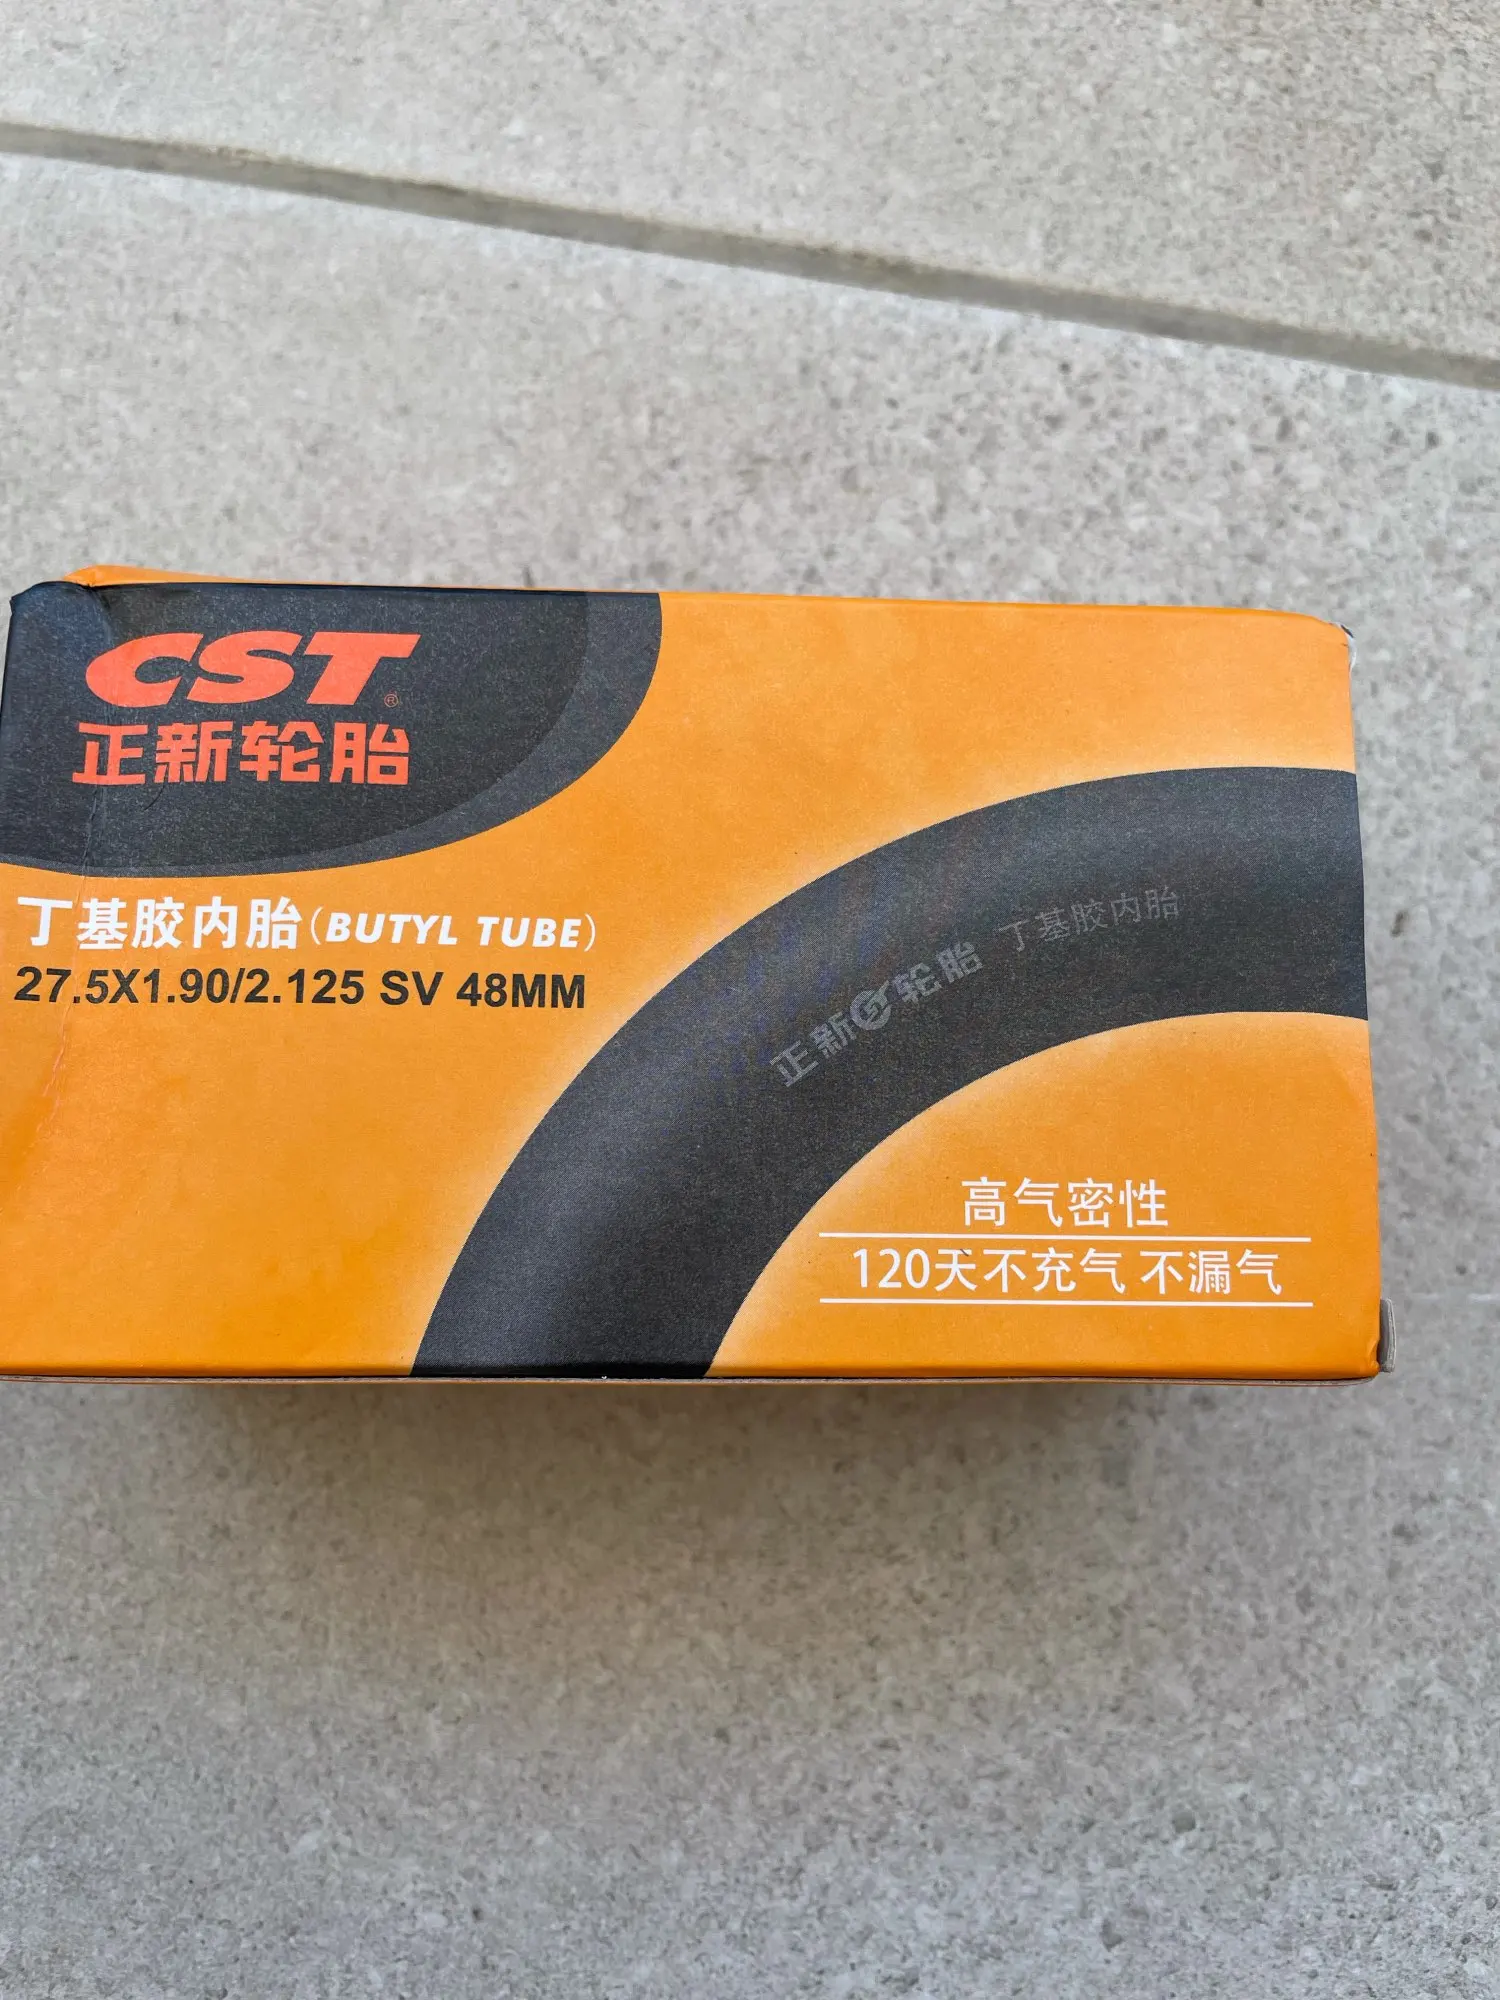 CST®
正新轮胎
丁基胶内胎(BUTYL TUBE)
27.5X1.90/2.125 SV 48MM
正新轮胎 丁基胶内胎
高气密性
120天不充气 不漏气